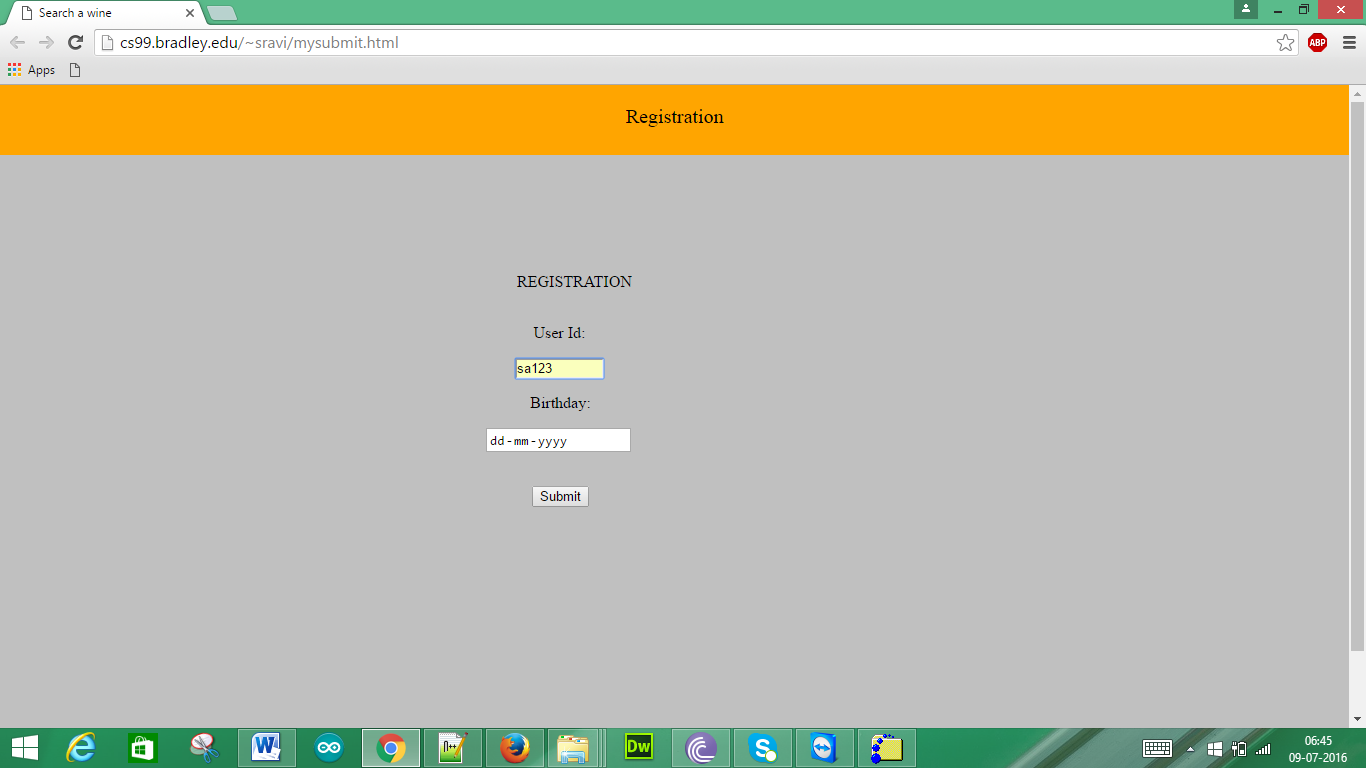 Search a wine
cs99.bradley.edu/~sravi/mysubmit.html
ABP
Apps
Registration
REGISTRATION
User Id:
sa123
Birthday:
dd-mm-yyyy
Submit
W
n++
Dw
S
06:45
09-07-2016